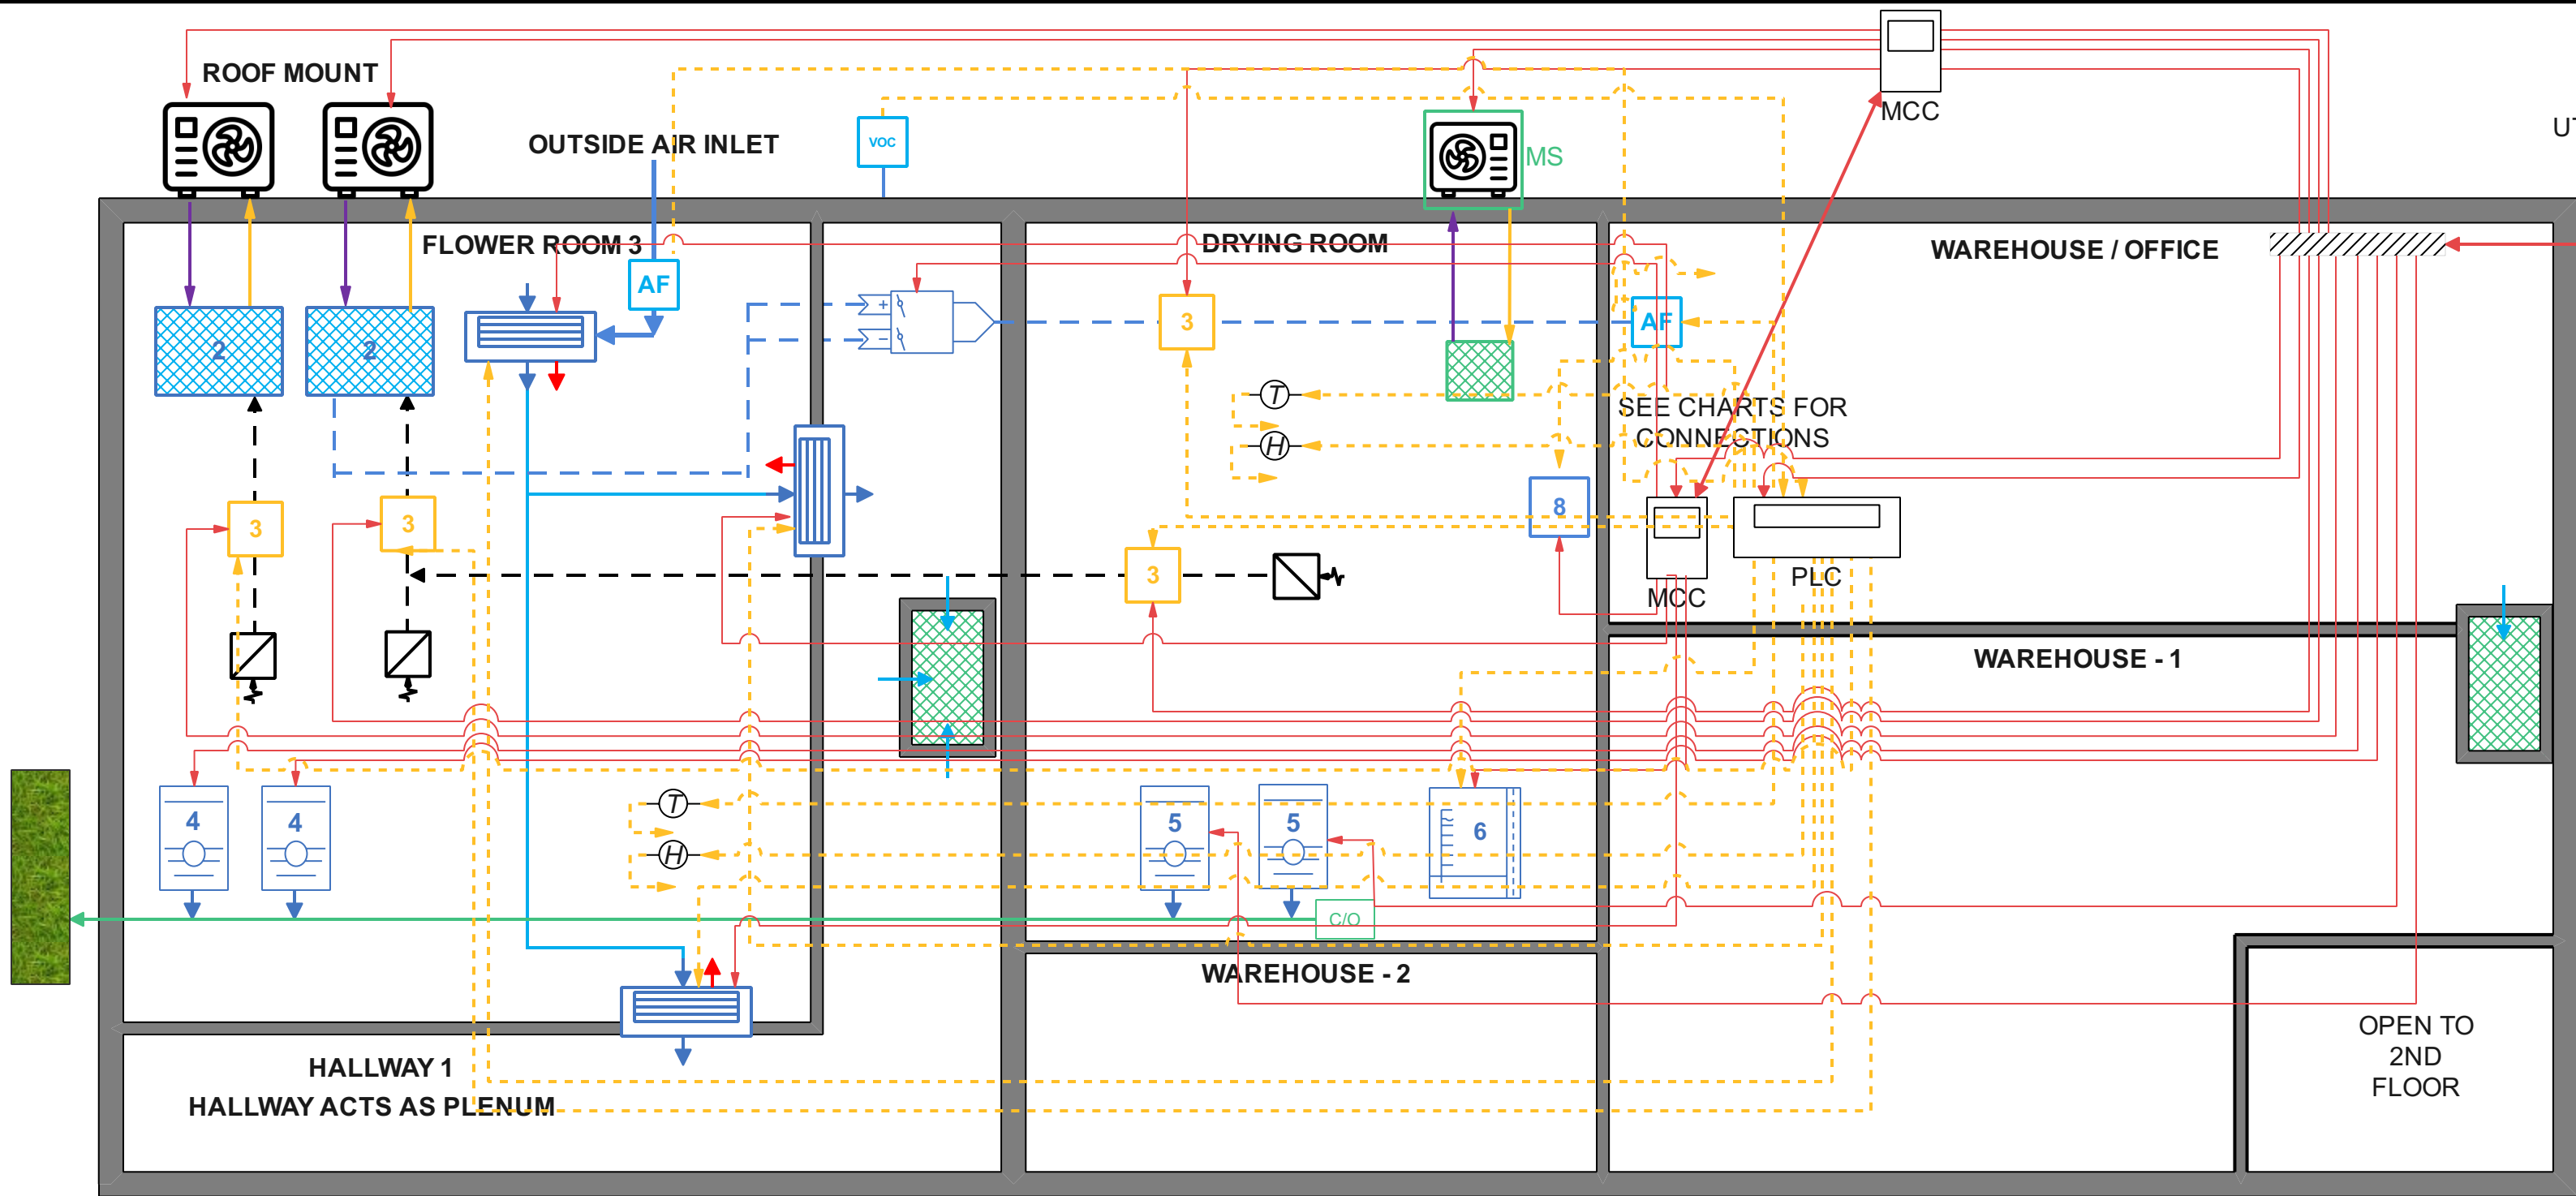 MCC
ROOF MOUNT
UT
OUTSIDE AIR INLET
VOC
MS
FLOWER ROOM 3
DRYING ROOM
WAREHOUSE / OFFICE
AF
3
AF
2
2
T
SEE CHARTS FOR
CONNECTIONS
H
3
3
8
3
PLC
MCC
WAREHOUSE - 1
T
4
4
5
5
6
H
C/O
WAREHOUSE - 2
OPEN TO
2ND
FLOOR
HALLWAY 1
HALLWAY ACTS AS PLENUM